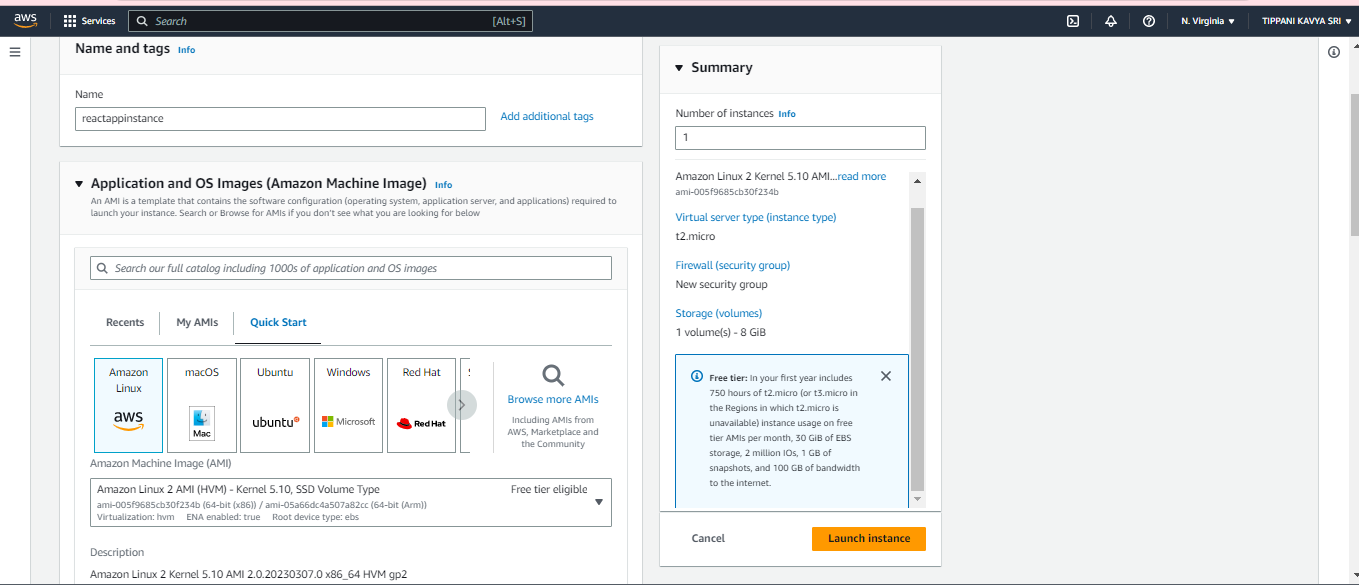 aws
Services
Search
[Alt+S]
N. Virginia
TIPPANI KAVYA SRI
Name and tags Info
Name
reactappinstance
Add additional tags
Application and OS Images (Amazon Machine Image) Info
An AMI is a template that contains the software configuration (operating system, application server, and applications) required to
launch your instance. Search or Browse for AMIs if you don't see what you are looking for below
Search our full catalog including 1000s of application and OS images
Recents
My AMIs
Quick Start
Amazon
Linux
aws
macOS
Mac
Ubuntu
ubuntu
Windows
Microsoft
Red Hat
Red Hat
Browse more AMIs
Including AMIs from
AWS, Marketplace and
the Community
Amazon Machine Image (AMI)
Amazon Linux 2 AMI (HVM) - Kernel 5.10, SSD Volume Type
Free tier eligible
ami-005f9685cb30f234b (64-bit (x86)) / ami-05a66dc4a507a82cc (64-bit (Arm))
Virtualization: hvm ENA enabled: true Root device type: ebs
Description
Amazon Linux 2 Kernel 5.10 AMI 2.0.20230307.0 x86_64 HVM gp2
Summary
Number of instances Info
1
Amazon Linux 2 Kernel 5.10 AMI...read more
ami-005f9685cb30f234b
Virtual server type (instance type)
t2.micro
Firewall (security group)
New security group
Storage (volumes)
1 volume(s) - 8 GiB
Free tier: In your first year includes
750 hours of t2.micro (or t3.micro in
the Regions in which t2.micro is
unavailable) instance usage on free
tier AMIs per month, 30 GiB of EBS
storage, 2 million IOs, 1 GB of
snapshots, and 100 GB of bandwidth
to the internet.
Cancel
Launch instance